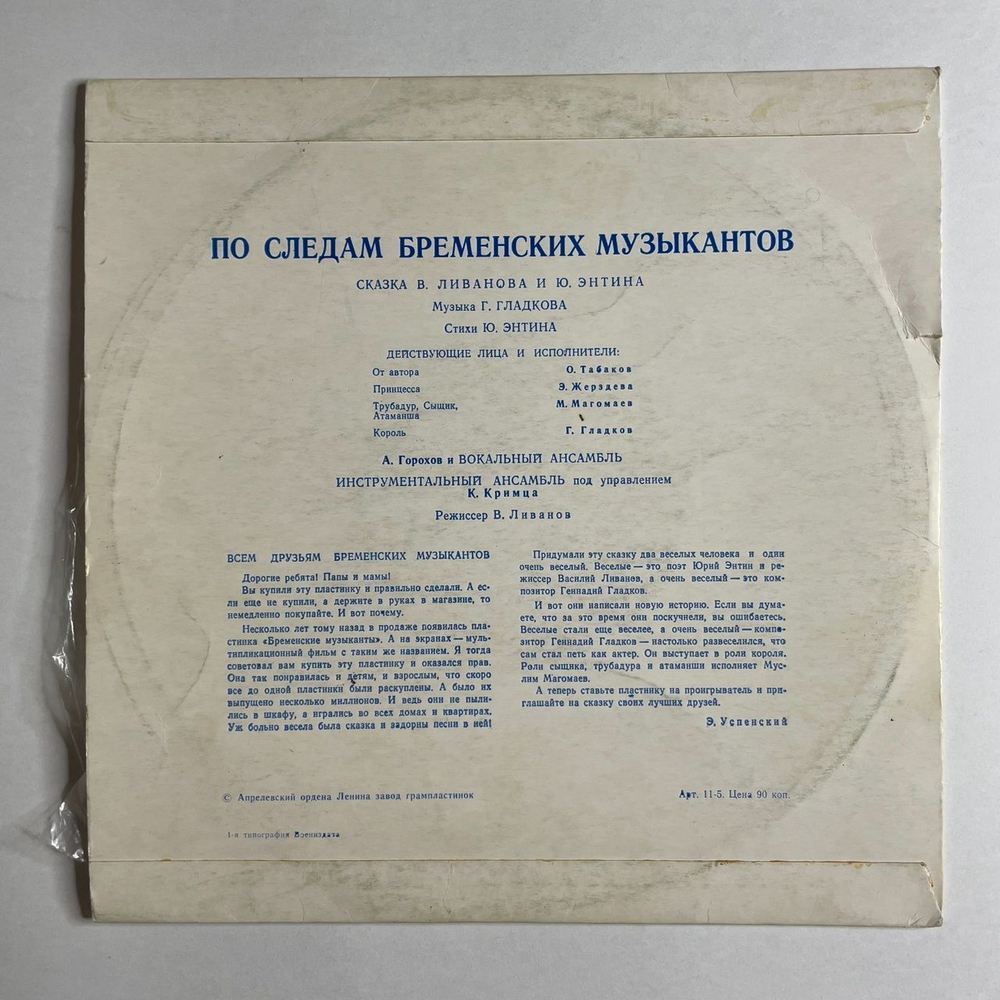 ПО СЛЕДАМ БРЕМЕНСКИХ МУЗЫКАНТОВ
СКАЗКА В. ЛИВАНОВА И Ю. ЭНТИНА
Музыка Г. ГЛАДКОВА
Стихи Ю. ЭНТИНА
ДЕЙСТВУЮЩИЕ ЛИЦА И ИСПОЛНИТЕЛИ:
От автора О. Табаков
Принцесса Э. Жерздева
Трубадур, Сыщик, М. Магомаев
Атаманша
Король Г. Гладков
А. Горохов и ВОКАЛЬНЫЙ АНСАМБЛЬ
ИНСТРУМЕНТАЛЬНЫЙ АНСАМБЛЬ под управлением
К. Кримца
Режиссер В. Ливанов
ВСЕМ ДРУЗЬЯМ БРЕМЕНСКИХ МУЗЫКАНТОВ
Дорогие ребята! Папы и мамы!
Вы купили эту пластинку и правильно сделали. А ес-
ли еще не купили, а держите в руках в магазине, то
немедленно покупайте. И вот почему.
Несколько лет тому назад в продаже появилась пла-
стинка «Бременские музыканты». А на экранах — муль-
типликационный фильм с таким же названием. Я тогда
советовал вам купить эту пластинку и оказался прав.
Она так понравилась и детям, и взрослым, что скоро
все до одной пластинки были раскуплены. А было их
выпущено несколько миллионов. И ведь они не пыли-
лись в шкафу, а игрались во всех домах и квартирах.
Уж больно весела была сказка и задорны песни в ней!
Придумали эту сказку два веселых человека и один
очень веселый. Веселые — это поэт Юрий Энтин и ре-
жиссер Василий Ливанов, а очень веселый — это ком-
позитор Геннадий Гладков.
И вот они написали новую историю. Если вы дума-
ете, что за это время они поскучнели, вы ошибаетесь.
Веселые стали еще веселее, а очень веселый — компо-
зитор Геннадий Гладков — настолько развеселился, что
сам стал петь как актер. Он выступает в роли короля.
Роли сыщика, трубадура и атаманши исполняет Мус-
лим Магомаев.
А теперь ставьте пластинку на проигрыватель и при-
глашайте на сказку своих лучших друзей.
Э. Успенский
© Апрелевский ордена Ленина завод грампластинок
Арт. 11-5. Цена 90 коп.
1-я типография Воениздата